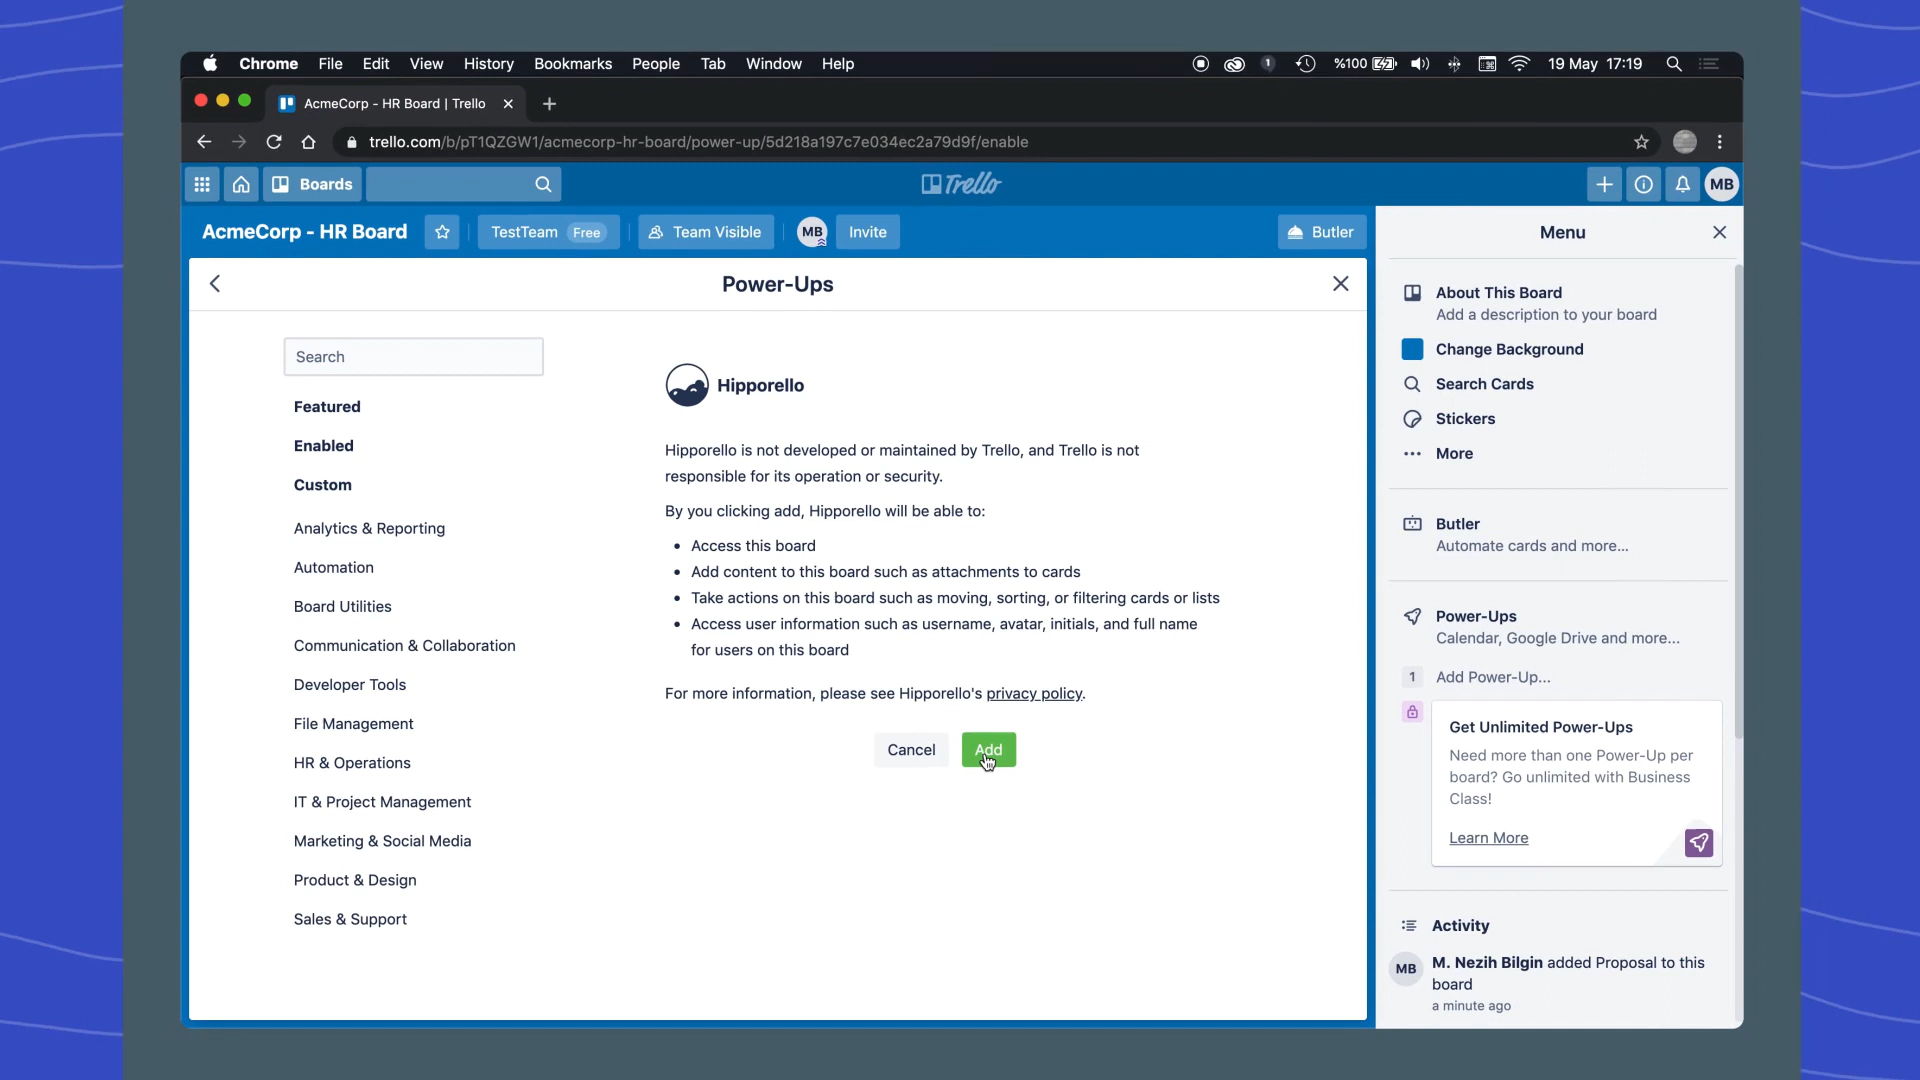 Chrome File Edit View History Bookmarks People Tab Window Help
1 %100 19 May 17:19
AcmeCorp - HR Board | Trello
trello.com/b/pT1QZGW1/acmecorp-hr-board/power-up/5d218a197c7e034ec2a79d9f/enable
Boards Trello MB
AcmeCorp - HR Board TestTeam Free Team Visible MB Invite Butler
Power-Ups
Search
Featured
Enabled
Custom
Analytics & Reporting
Automation
Board Utilities
Communication & Collaboration
Developer Tools
File Management
HR & Operations
IT & Project Management
Marketing & Social Media
Product & Design
Sales & Support
Hipporello
Hipporello is not developed or maintained by Trello, and Trello is not
responsible for its operation or security.
By you clicking add, Hipporello will be able to:
• Access this board
• Add content to this board such as attachments to cards
• Take actions on this board such as moving, sorting, or filtering cards or lists
• Access user information such as username, avatar, initials, and full name
for users on this board
For more information, please see Hipporello's privacy policy.
Cancel Add
Menu
About This Board
Add a description to your board
Change Background
Search Cards
Stickers
More
Butler
Automate cards and more...
Power-Ups
Calendar, Google Drive and more...
1 Add Power-Up...
Get Unlimited Power-Ups
Need more than one Power-Up per
board? Go unlimited with Business
Class!
Learn More
Activity
MB M. Nezih Bilgin added Proposal to this
board
a minute ago